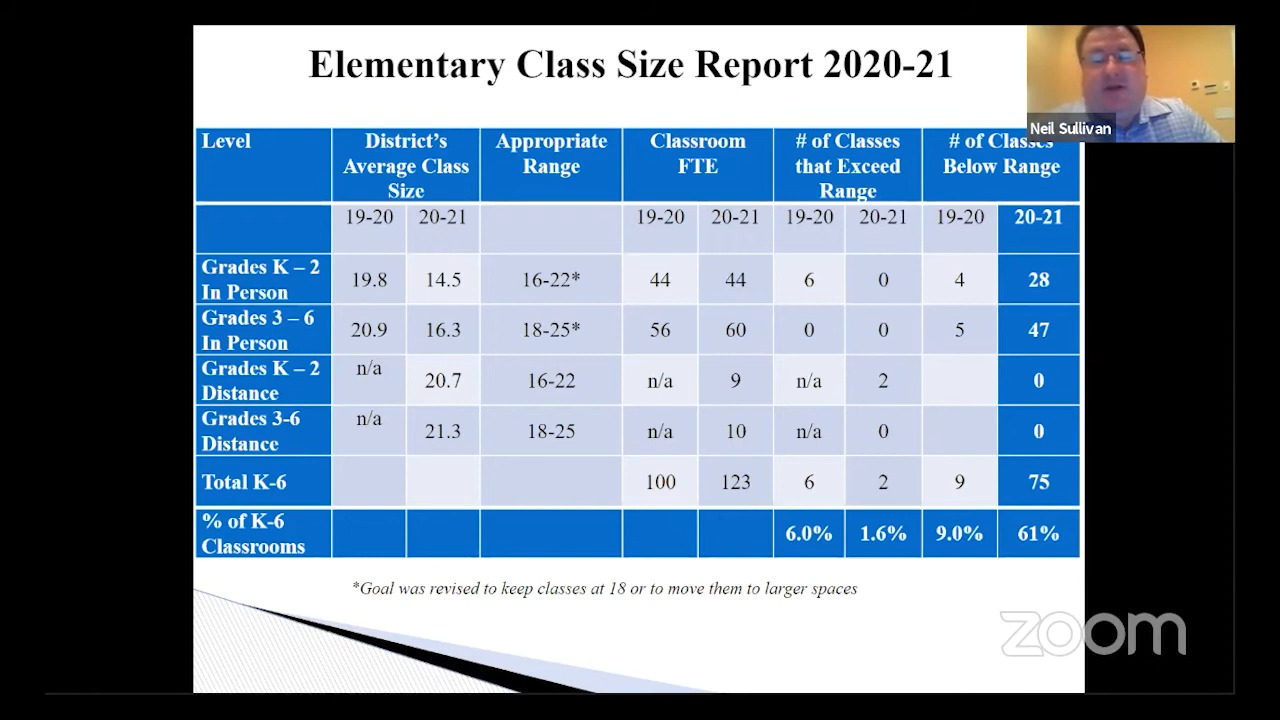 Elementary Class Size Report 2020-21
Neil Sullivan
Level
District's
Average Class
Size
Appropriate
Range
Classroom
FTE
# of Classes
that Exceed
Range
# of Classes
Below Range
19-20 20-21 19-20 20-21 19-20 20-21 19-20 20-21
Grades K – 2
In Person
19.8 14.5 16-22* 44 44 6 0 4 28
Grades 3 – 6
In Person
20.9 16.3 18-25* 56 60 0 0 5 47
Grades K – 2
Distance
n/a 20.7 16-22 n/a 9 n/a 2 0
Grades 3-6
Distance
n/a 21.3 18-25 n/a 10 n/a 0 0
Total K-6 100 123 6 2 9 75
% of K-6
Classrooms
6.0% 1.6% 9.0% 61%
*Goal was revised to keep classes at 18 or to move them to larger spaces
zoom